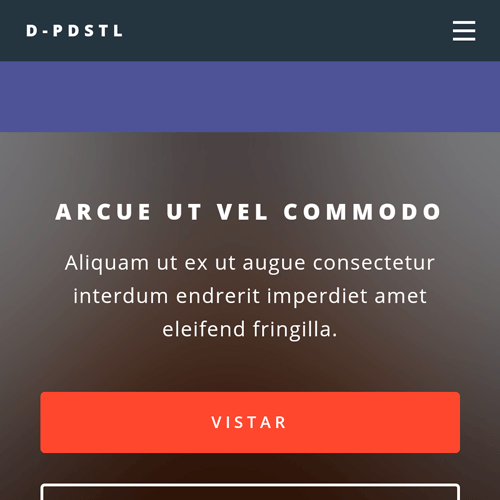 D-PDSTL
ARCUE UT VEL COMMODO
Aliquam ut ex ut augue consectetur
interdum endrerit imperdiet amet
eleifend fringilla.
VISTAR